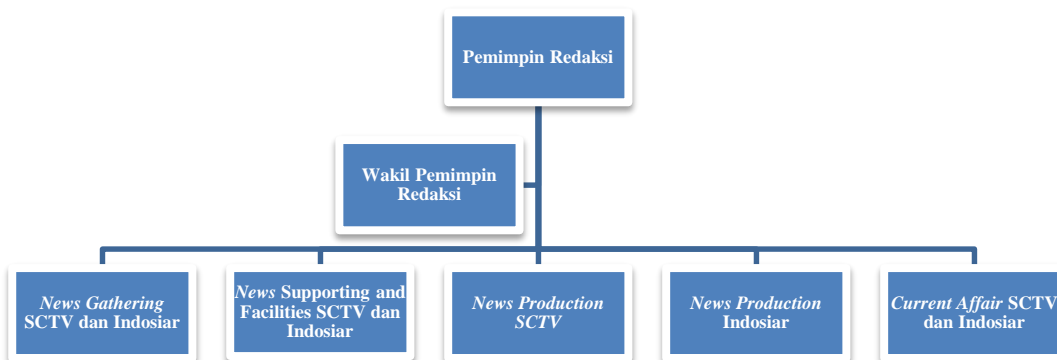 Pemimpin Redaksi
Wakil Pemimpin
Redaksi
News Gathering
SCTV dan Indosiar
News Supporting and
Facilities SCTV dan
Indosiar
News Production
SCTV
News Production
Indosiar
Current Affair SCTV
dan Indosiar